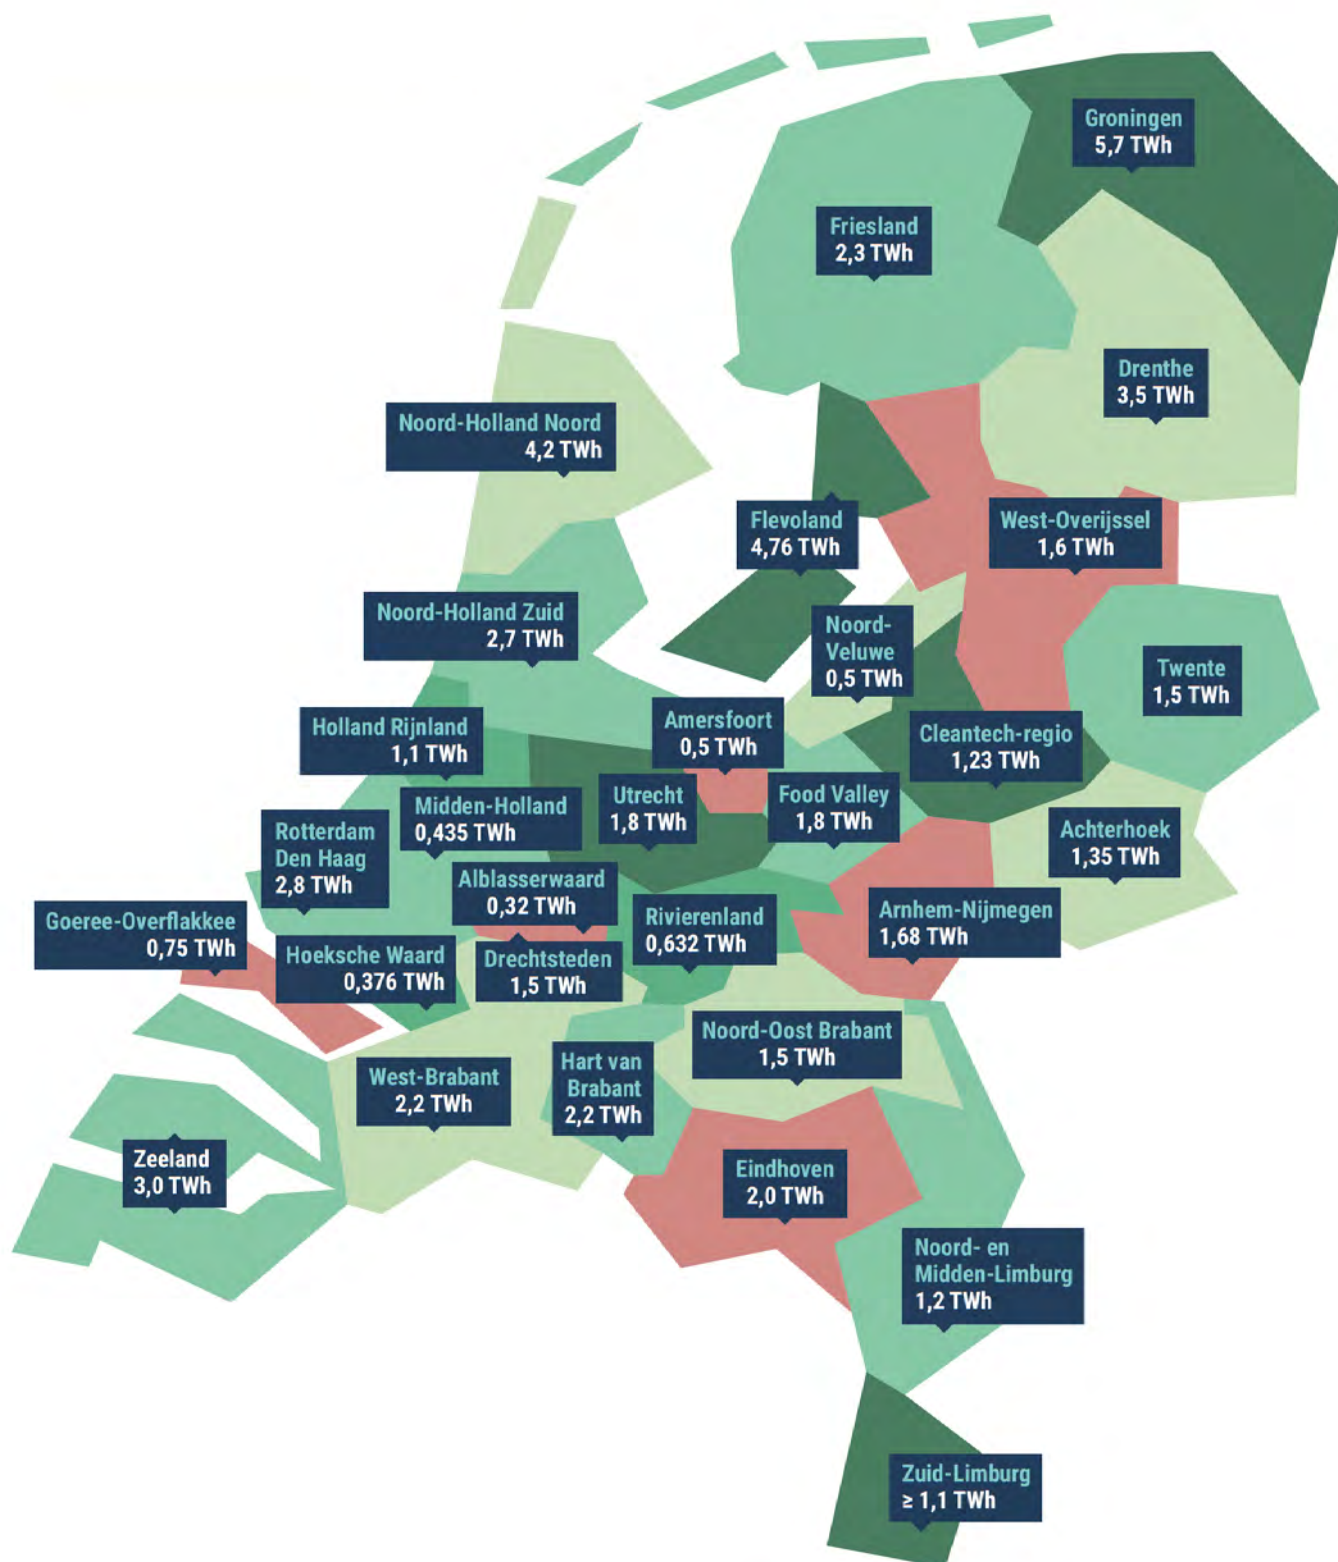 Groningen
5,7 TWh
Friesland
2,3 TWh
Drenthe
3,5 TWh
Noord-Holland Noord
4,2 TWh
Flevoland
4,76 TWh
West-Overijssel
1,6 TWh
Noord-Holland Zuid
2,7 TWh
Noord-
Veluwe
0,5 TWh
Twente
1,5 TWh
Holland Rijnland
1,1 TWh
Amersfoort
0,5 TWh
Cleantech-regio
1,23 TWh
Midden-Holland
0,435 TWh
Utrecht
1,8 TWh
Food Valley
1,8 TWh
Rotterdam
Den Haag
2,8 TWh
Achterhoek
1,35 TWh
Alblasserwaard
0,32 TWh
Goeree-Overflakkee
0,75 TWh
Rivierenland
0,632 TWh
Arnhem-Nijmegen
1,68 TWh
Hoeksche Waard
0,376 TWh
Drechtsteden
1,5 TWh
Noord-Oost Brabant
1,5 TWh
West-Brabant
2,2 TWh
Hart van
Brabant
2,2 TWh
Zeeland
3,0 TWh
Eindhoven
2,0 TWh
Noord- en
Midden-Limburg
1,2 TWh
Zuid-Limburg
≥ 1,1 TWh